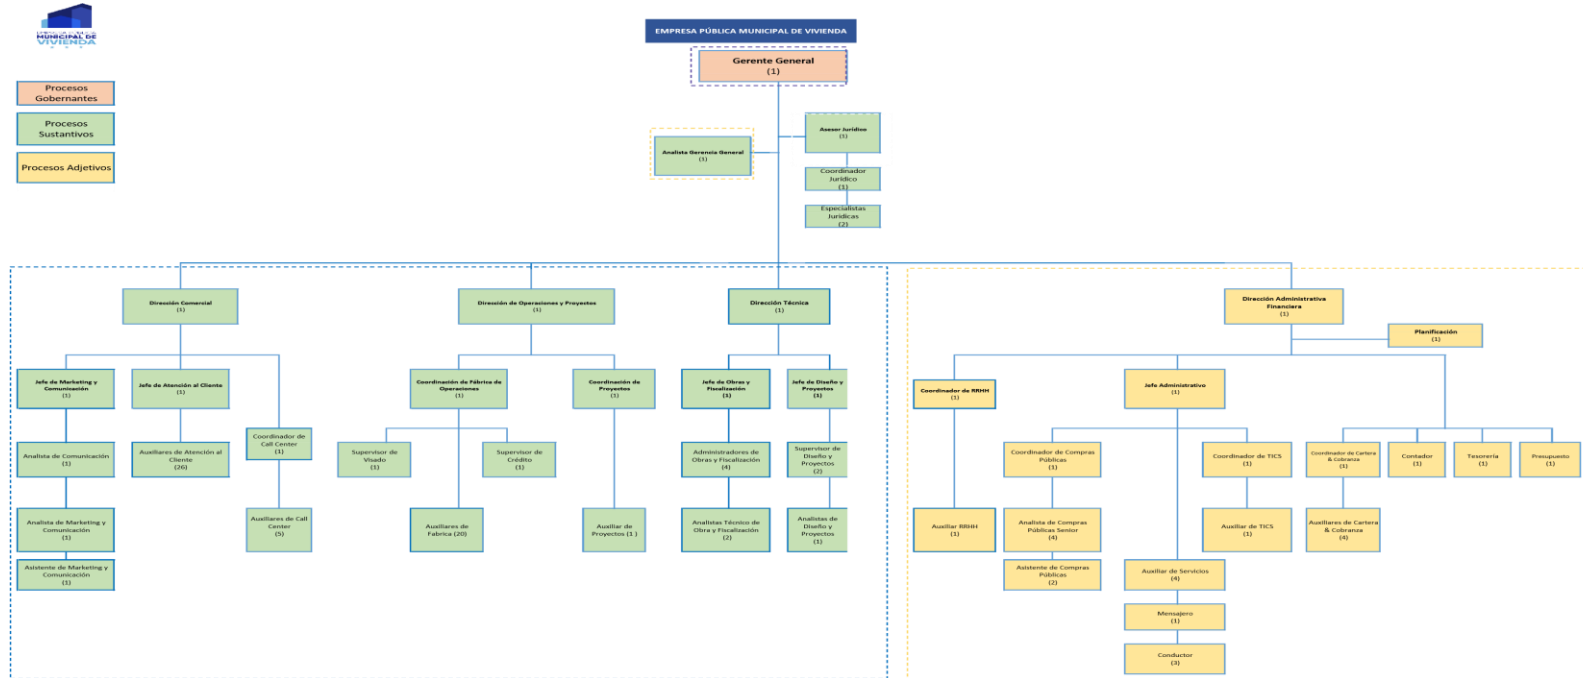 MUNICIPAL DE
VIVIENDA
EMPRESA PÚBLICA MUNICIPAL DE VIVIENDA
Gerente General
(1)
Procesos
Gobernantes
Procesos
Sustantivos
Procesos Adjetivos
Asesor Jurídico
(1)
Analista Gerencia General
(1)
Coordinador
Jurídico
(1)
Especialistas
Jurídicas
(2)
Dirección Comercial
(1)
Dirección de Operaciones y Proyectos
(1)
Dirección Técnica
(1)
Dirección Administrativa
Financiera
(1)
Planificación
(1)
Jefe de Marketing y
Comunicación
(1)
Jefe de Atención al Cliente
(1)
Coordinación de Fábrica de
Operaciones
(1)
Coordinación de
Proyectos
(1)
Jefe de Obras y
Fiscalización
(1)
Jefe de Diseño y
Proyectos
(1)
Coordinador de RRHH
(1)
Jefe Administrativo
(1)
Analista de Comunicación
(1)
Auxiliares de Atención al
Cliente
(26)
Coordinador de
Call Center
(1)
Supervisor de
Visado
(1)
Supervisor de
Crédito
(1)
Administradores de
Obras y Fiscalización
(4)
Supervisor de
Diseño y
Proyectos
(2)
Coordinador de Compras
Públicas
(1)
Coordinador de TICS
(1)
Coordinador de Cartera
& Cobranza
(1)
Contador
(1)
Tesorería
(1)
Presupuesto
(1)
Analista de Marketing y
Comunicación
(1)
Auxiliares de Call
Center
(5)
Auxiliares de
Fabrica (20)
Auxiliar de
Proyectos (1 )
Analistas Técnico de
Obra y Fiscalización
(2)
Analistas de
Diseño y
Proyectos
(1)
Auxiliar RRHH
(1)
Analista de Compras
Públicas Senior
(4)
Auxiliar de TICS
(1)
Auxiliares de Cartera
& Cobranza
(4)
Asistente de Marketing y
Comunicación
(1)
Asistente de Compras
Públicas
(2)
Auxiliar de Servicios
(4)
Mensajero
(1)
Conductor
(3)